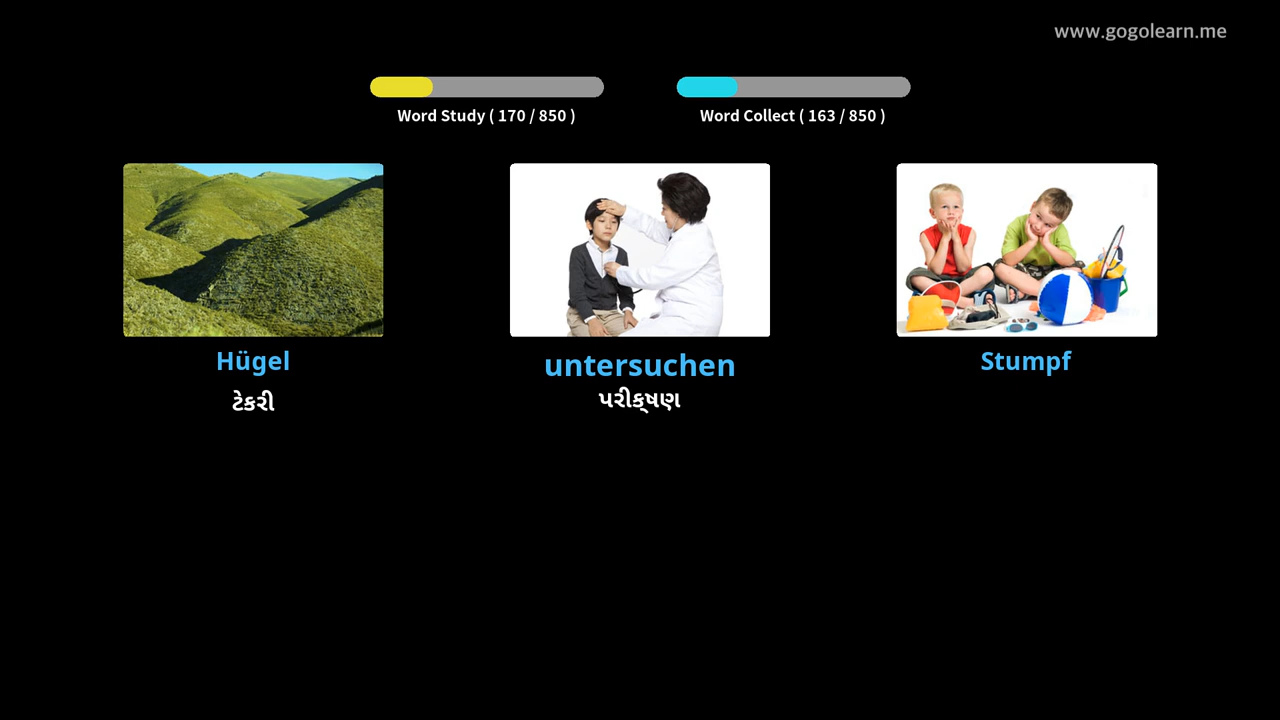 www.gogolearn.me
Word Study ( 170 / 850 )
Word Collect ( 163 / 850 )
Hügel
untersuchen
Stumpf
ટેકરી
પરીક્ષણ